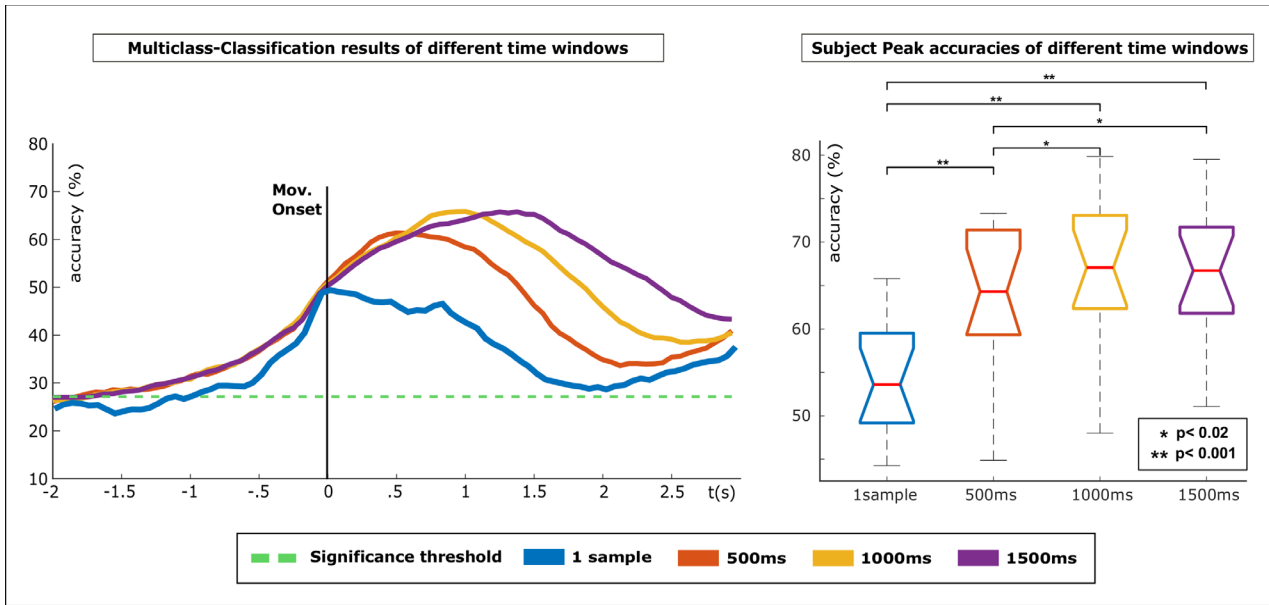 Multiclass-Classification results of different time windows
80
70
60
50
40
30
20
10
accuracy (%)
Mov.
Onset
-2 -1.5 -1 -.5 0 .5 1 1.5 2 2.5 t(s)
Subject Peak accuracies of different time windows
**
**
*
*
**
80
70
60
50
accuracy (%)
* p< 0.02
** p< 0.001
1sample 500ms 1000ms 1500ms
Significance threshold 1 sample 500ms 1000ms 1500ms